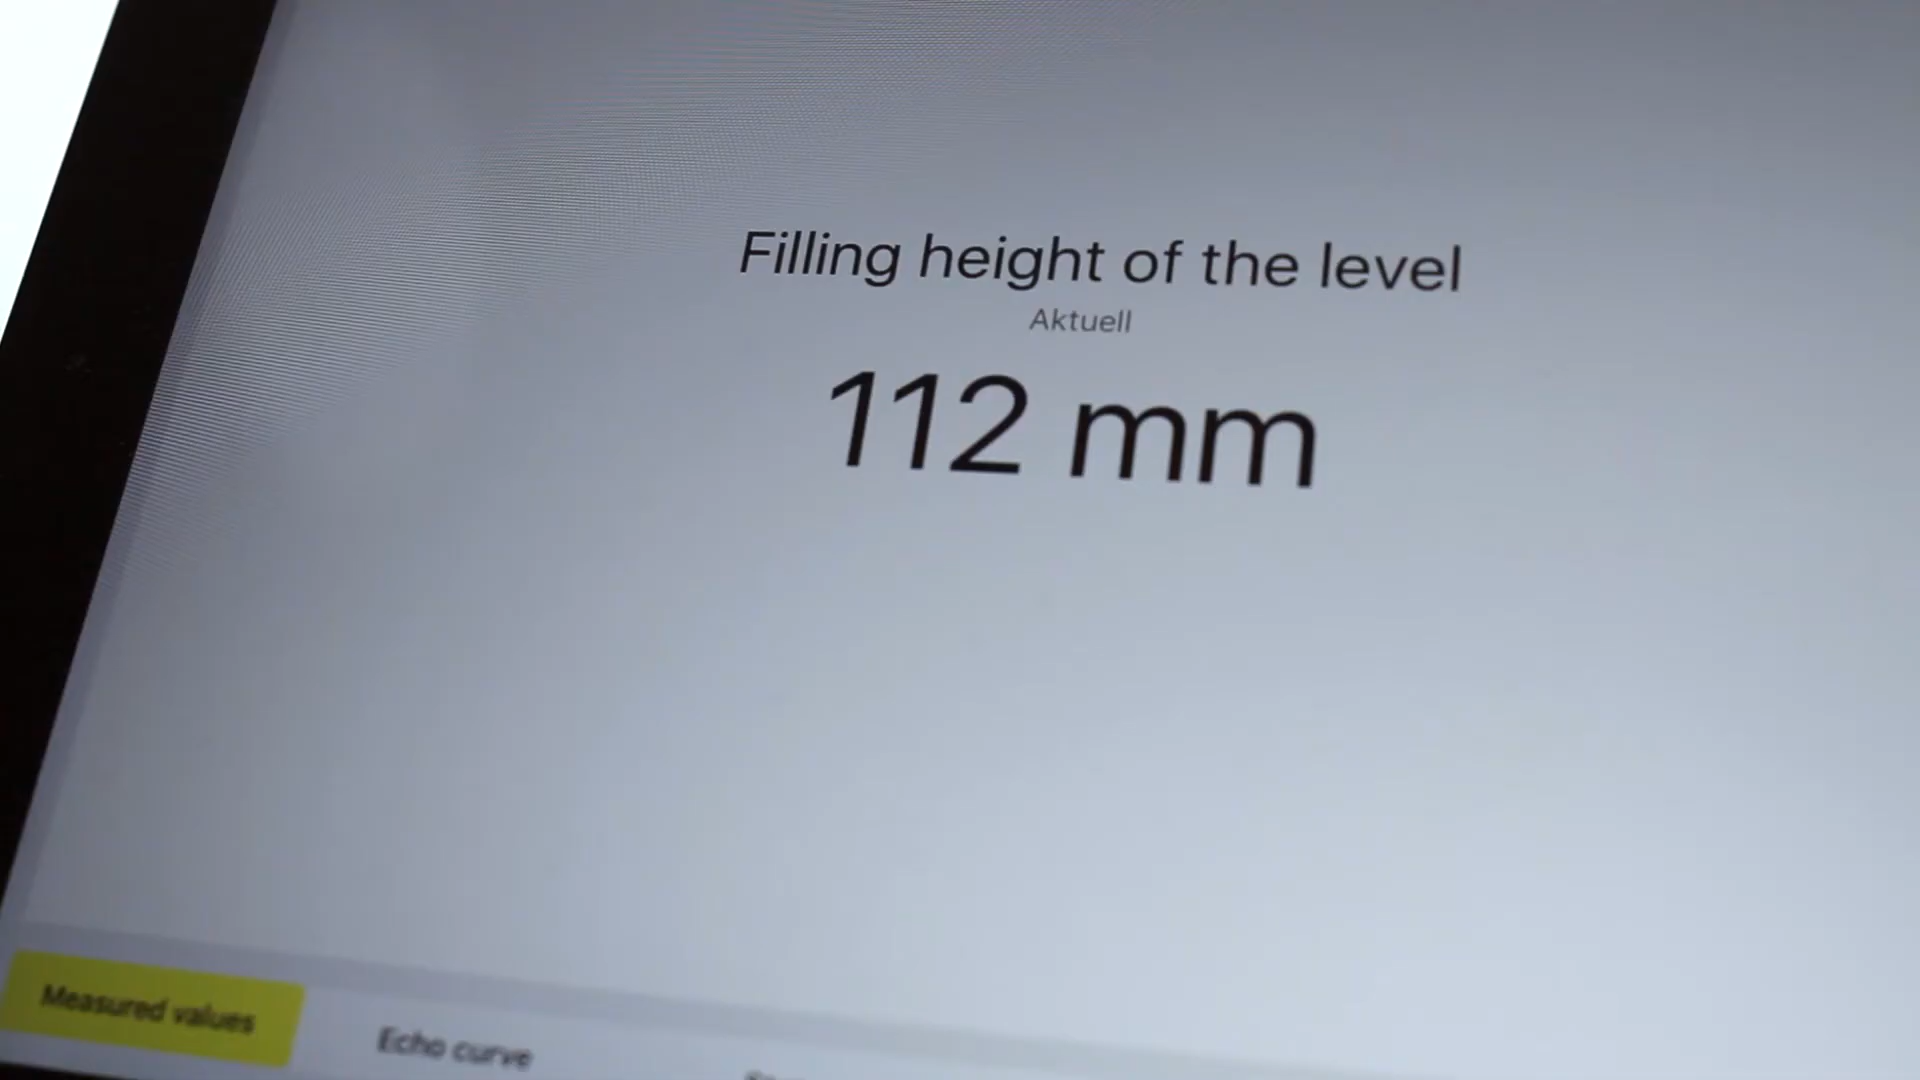 Filling height of the level
Aktuell
112 mm
Measured values
Echo curve